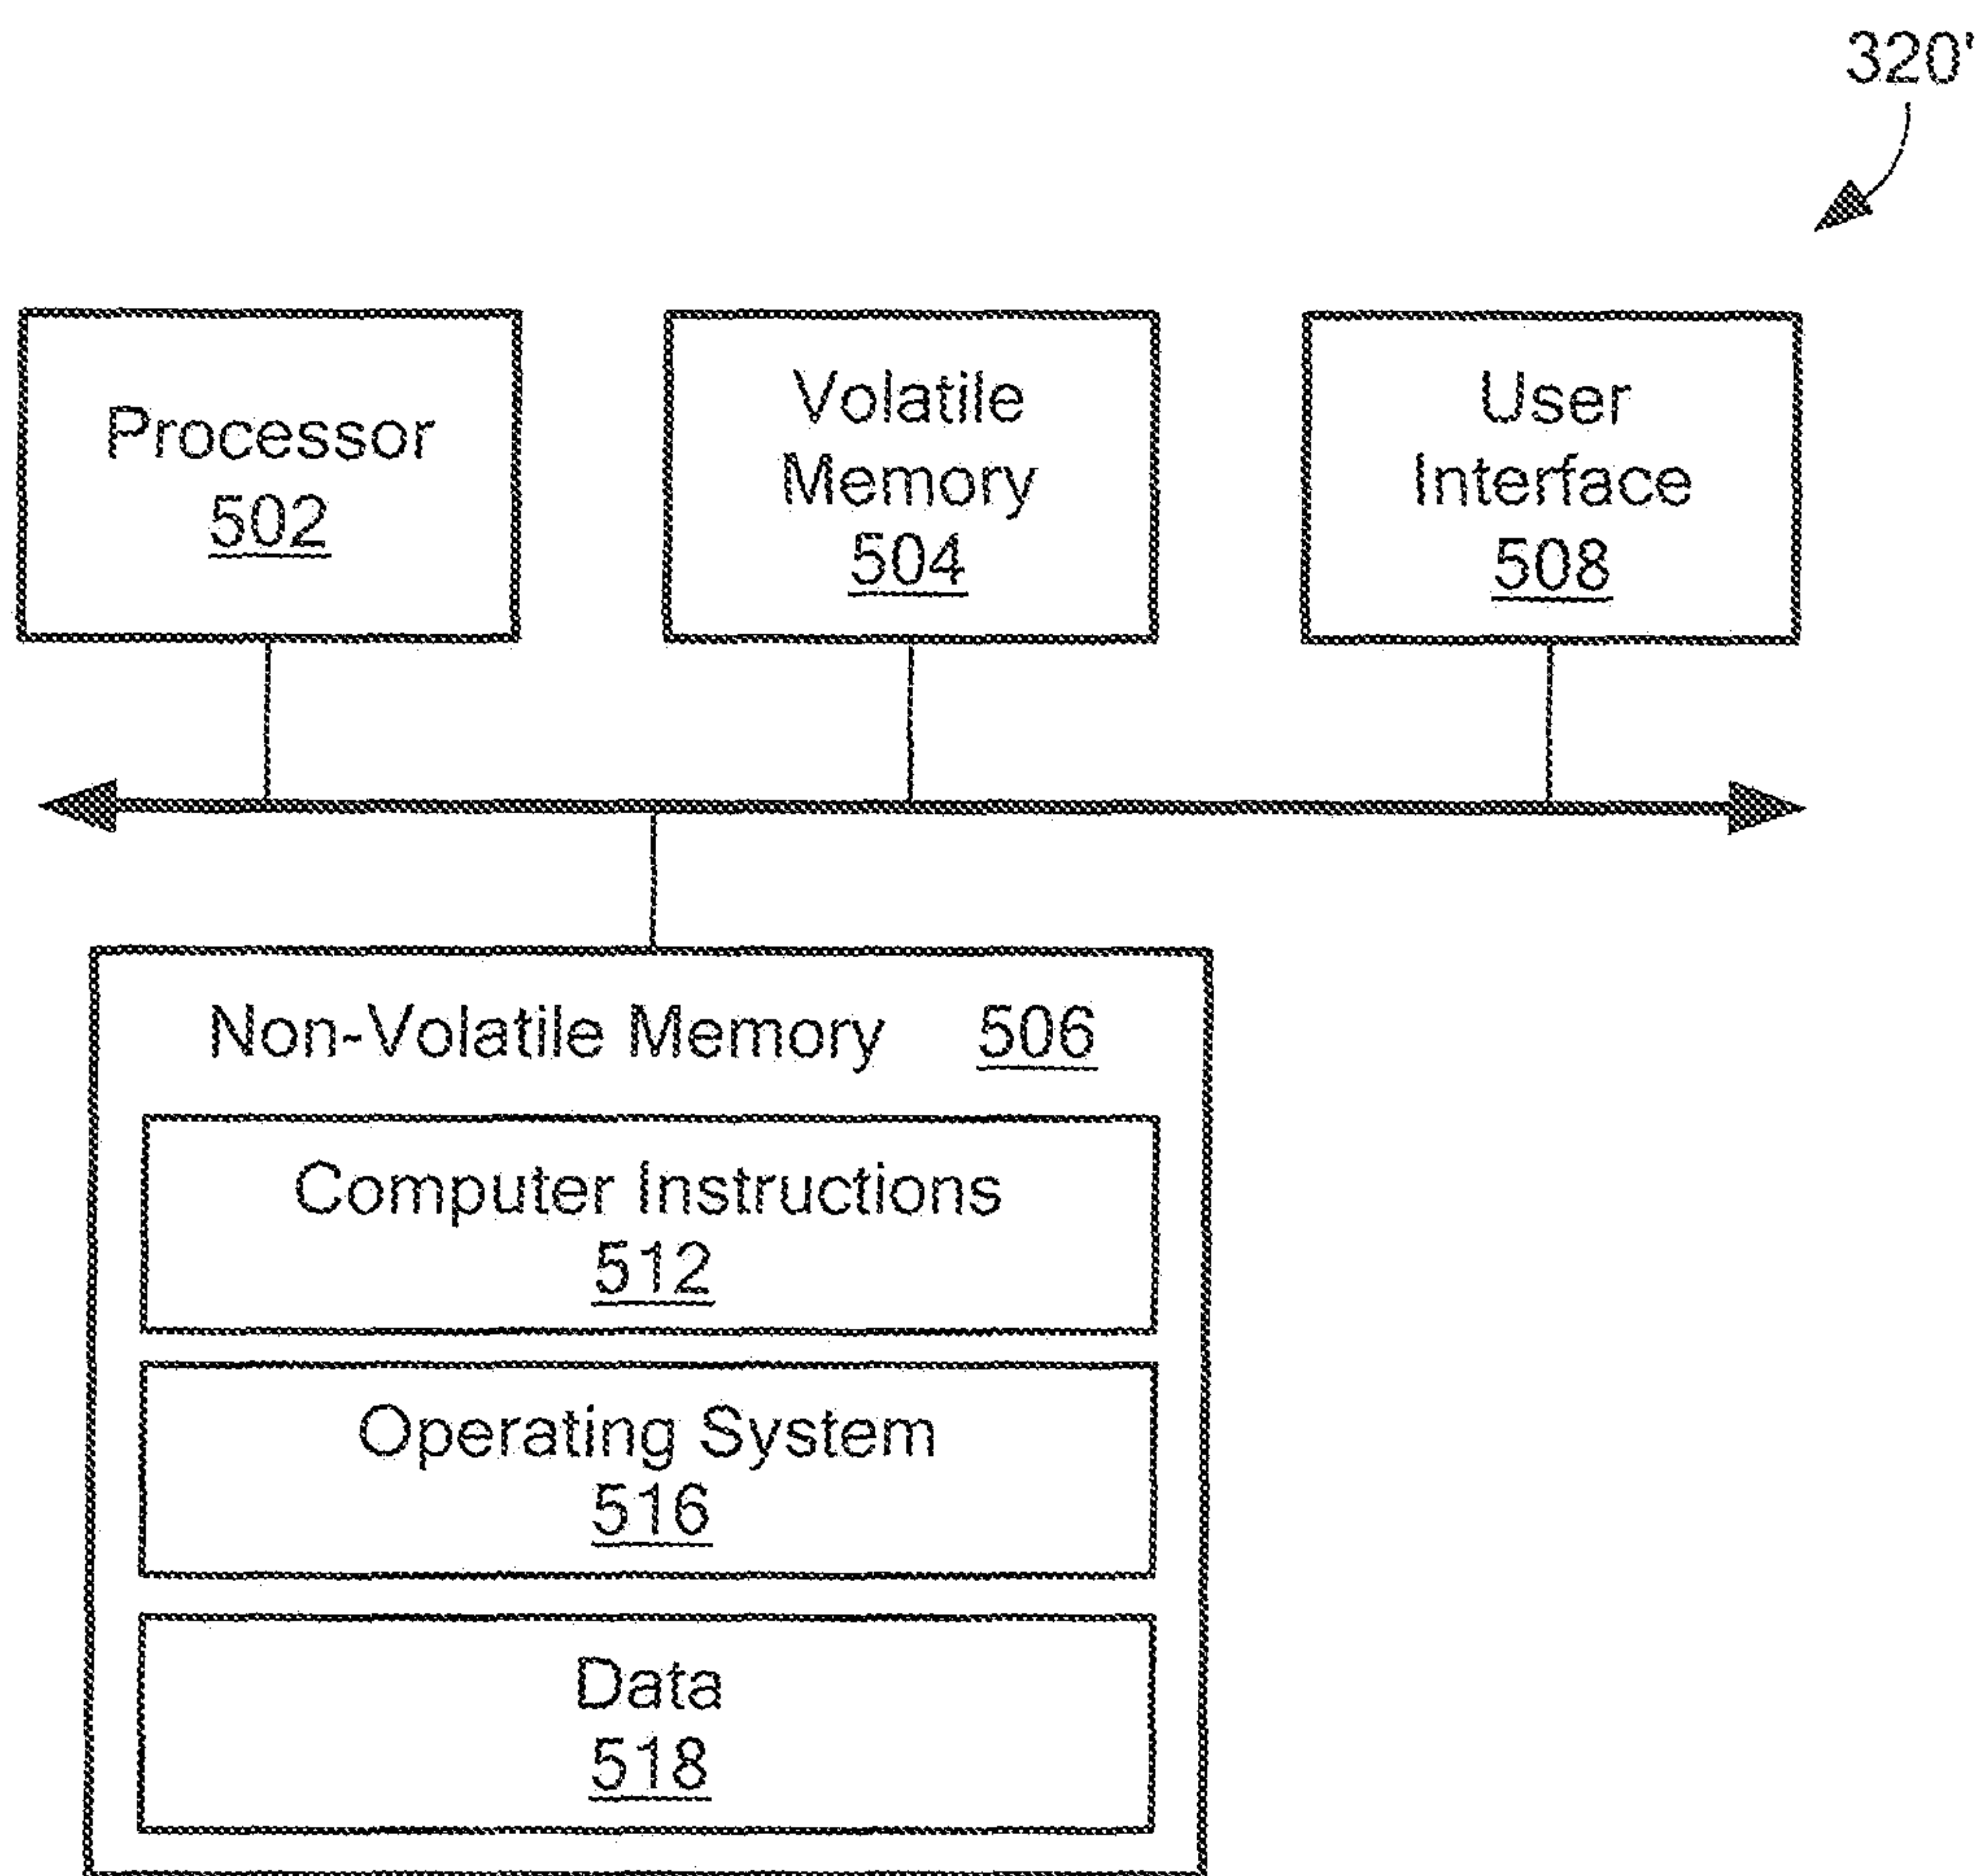 320'
Processor
502
Volatile
Memory
504
User
Interface
508
Non-Volatile Memory 506
Computer Instructions
512
Operating System
516
Data
518